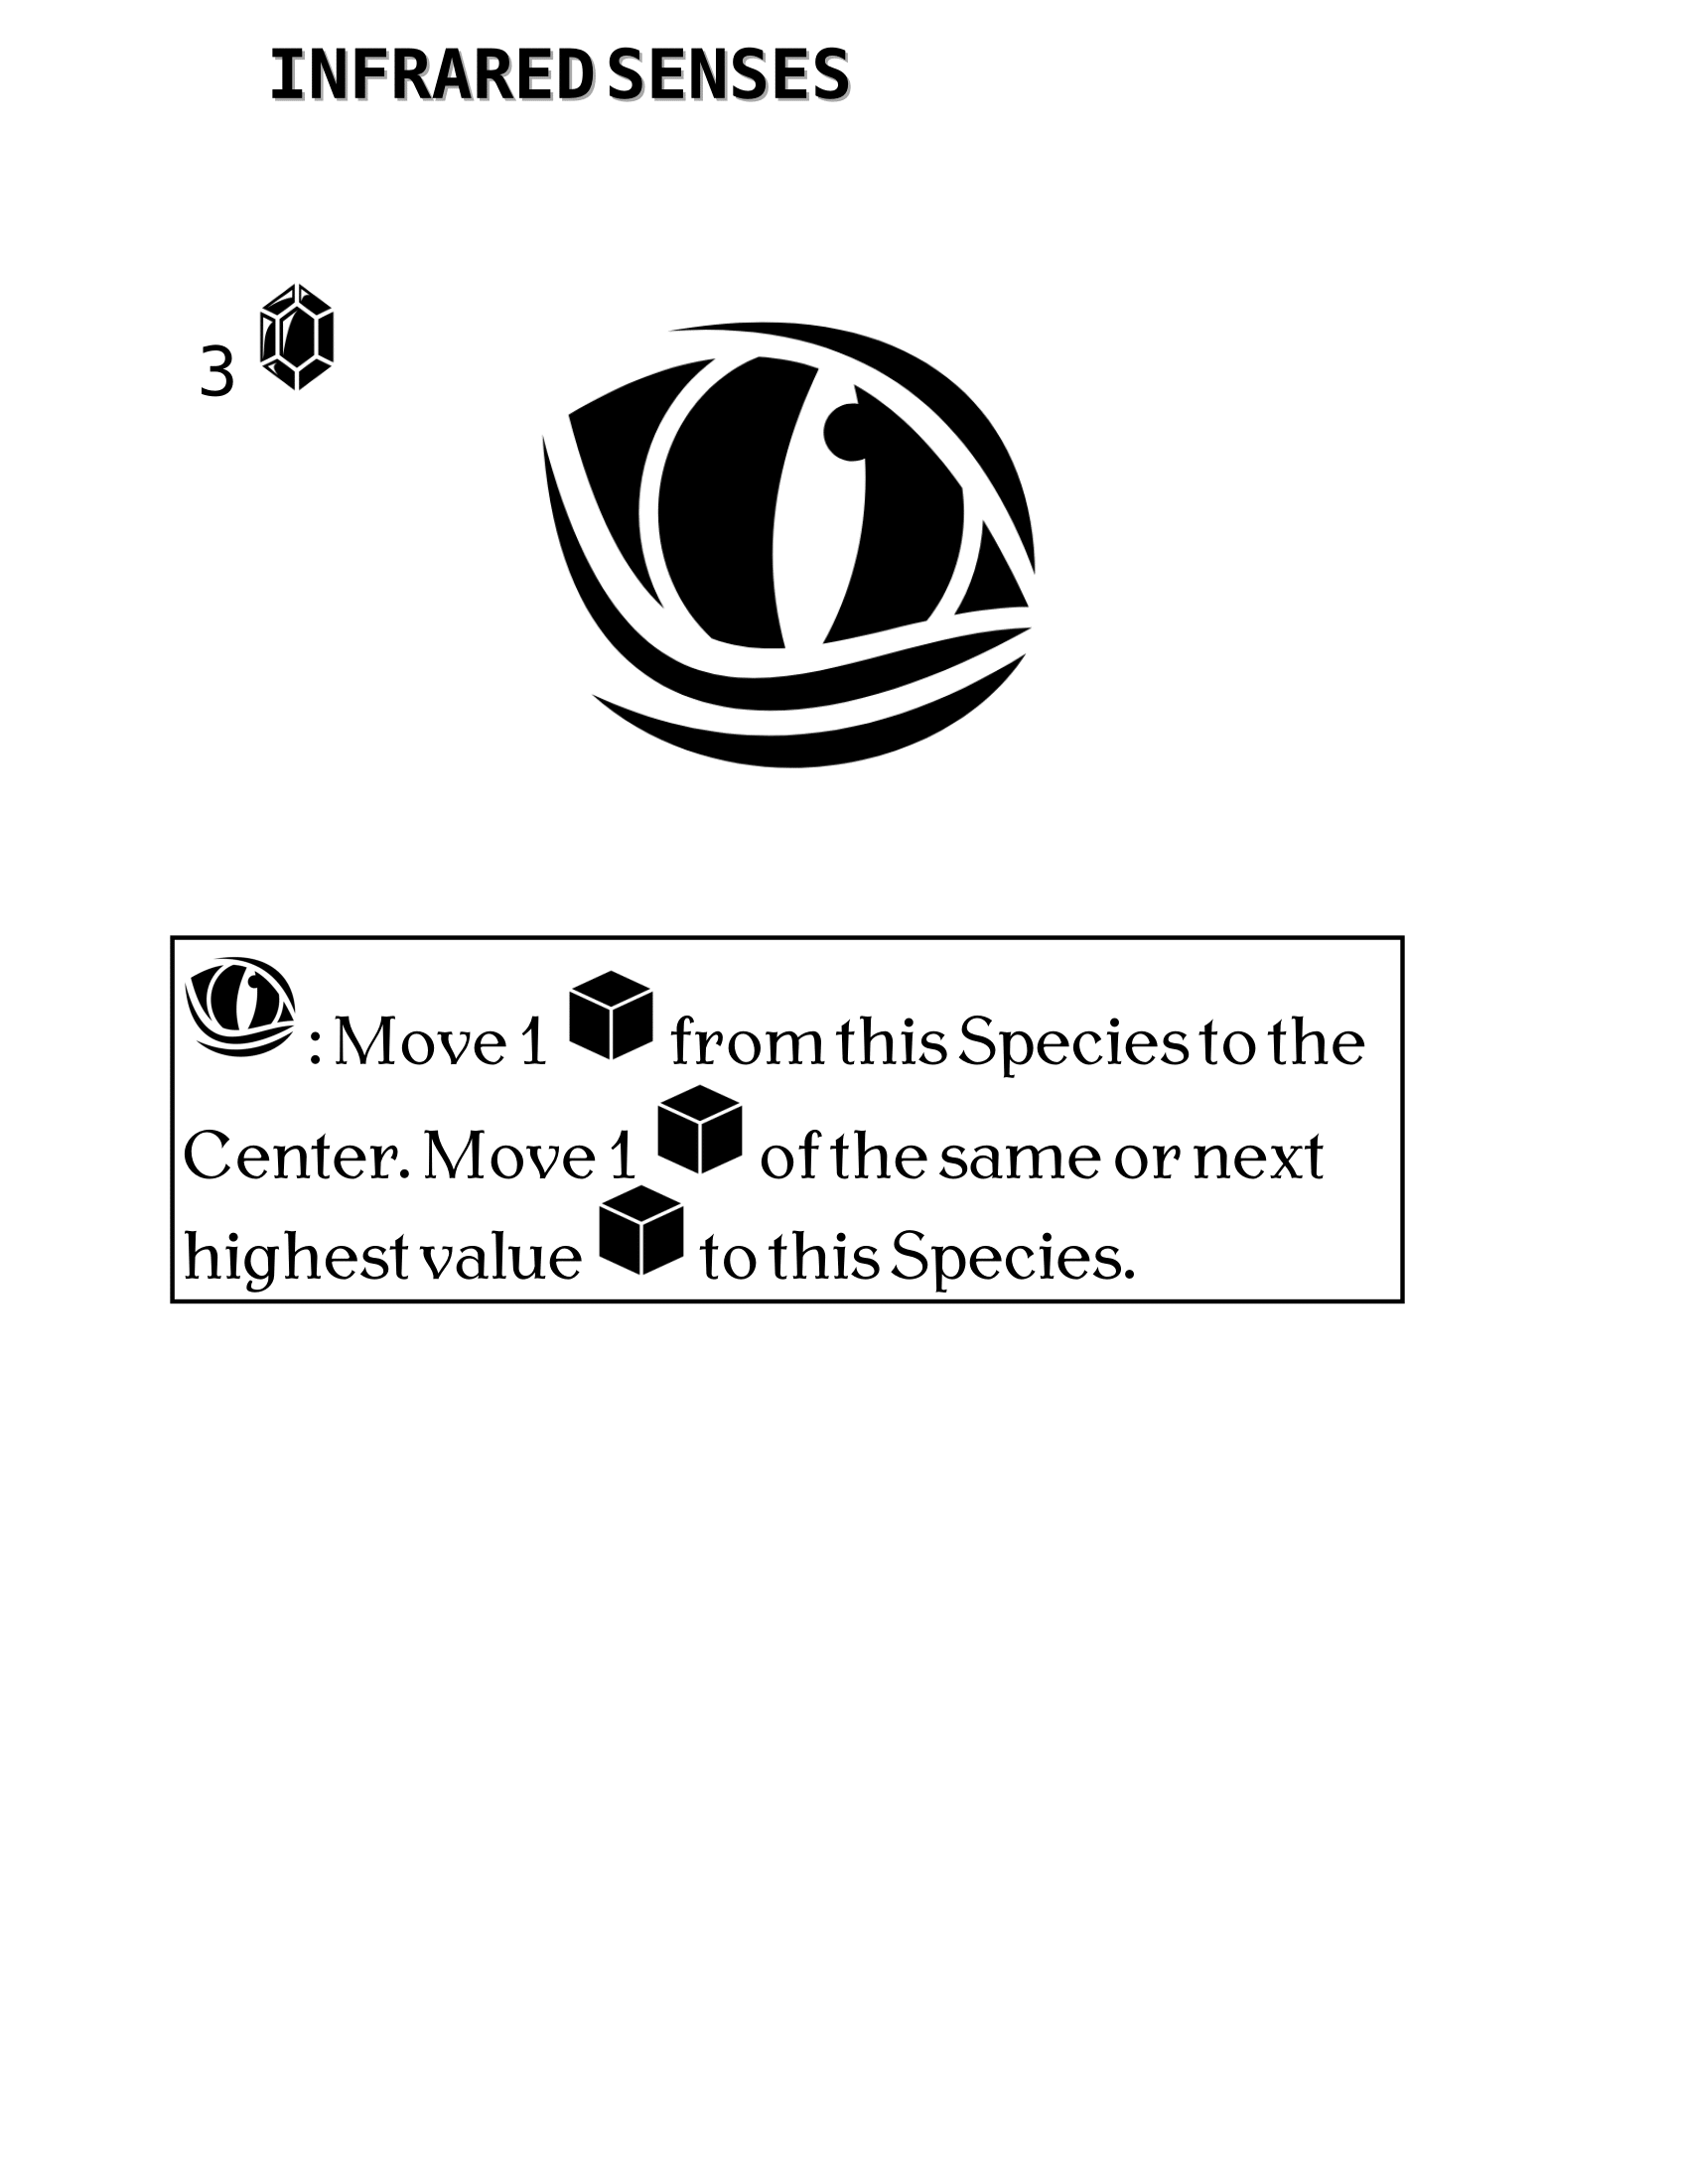 INFRARED SENSES
3
: Move 1 from this Species to the
Center. Move 1 of the same or next
highest value to this Species.